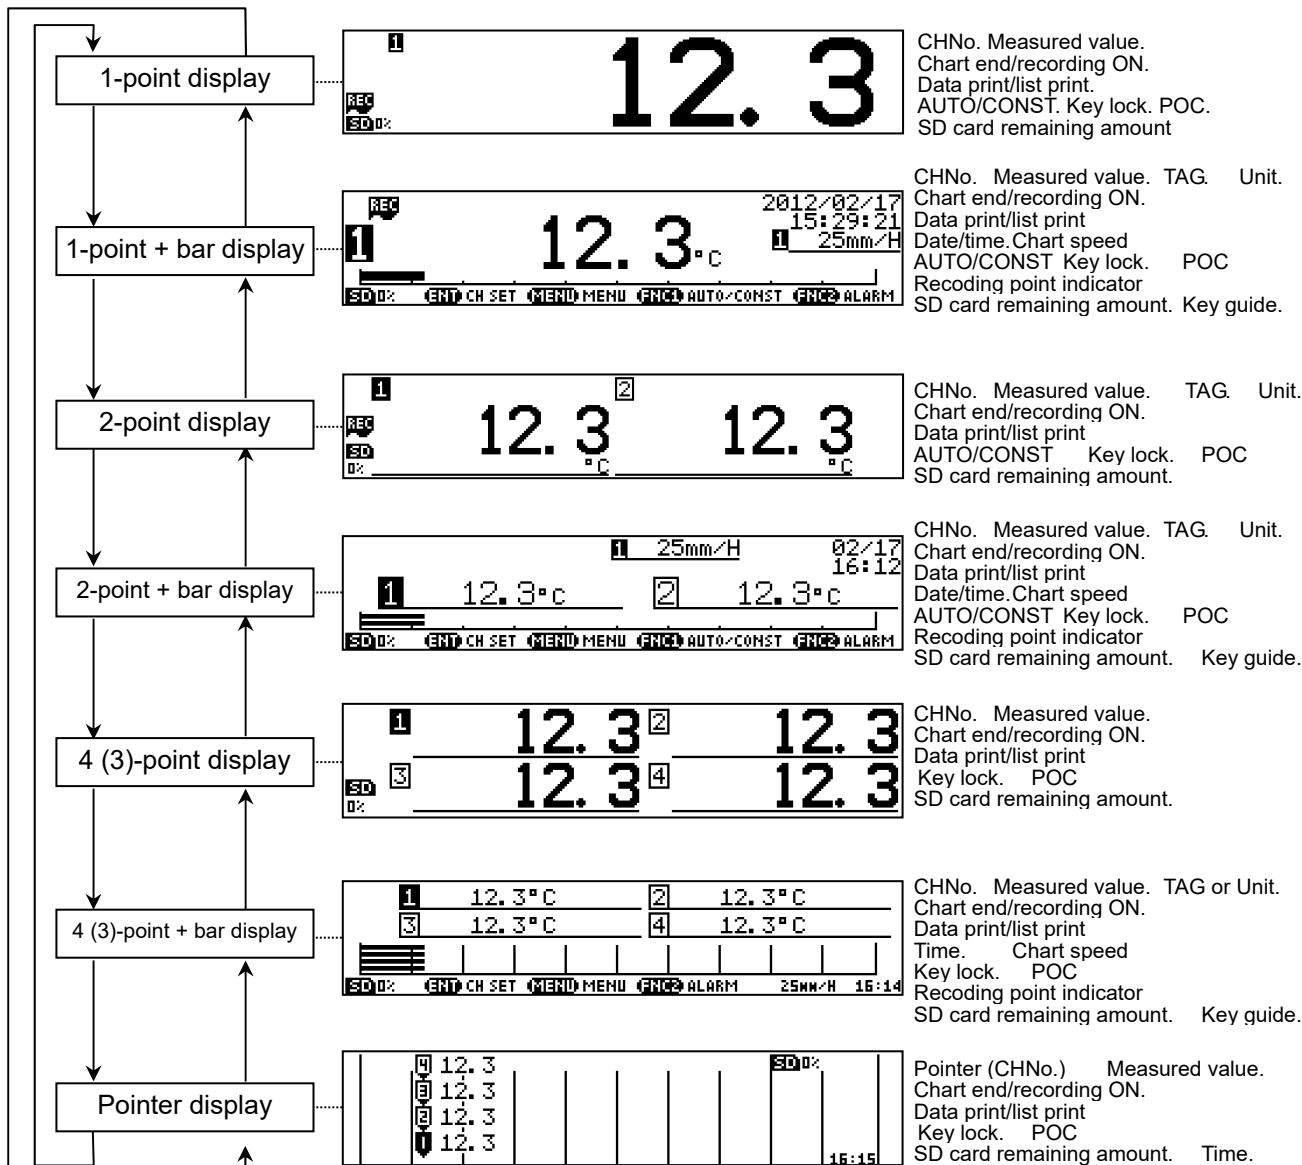 1-point display
1
12. 3
REC
SD 0%
CHNo. Measured value.
Chart end/recording ON.
Data print/list print.
AUTO/CONST. Key lock. POC.
SD card remaining amount
1-point + bar display
REC
2012/02/17
15:29:21
1 25mm/H
1 12. 3°C
SD 0% ENT CH SET MENU MENU FNC1 AUTO/CONST FNC2 ALARM
CHNo. Measured value. TAG. Unit.
Chart end/recording ON.
Data print/list print
Date/time.Chart speed
AUTO/CONST Key lock. POC
Recoding point indicator
SD card remaining amount. Key guide.
2-point display
1 2
REC 12. 3 12. 3
SD
0% °C °C
CHNo. Measured value. TAG. Unit.
Chart end/recording ON.
Data print/list print
AUTO/CONST Key lock. POC
SD card remaining amount.
2-point + bar display
1 25mm/H 02/17
16:12
1 12.3°C 2 12.3°C
SD 0% ENT CH SET MENU MENU FNC1 AUTO/CONST FNC2 ALARM
CHNo. Measured value. TAG. Unit.
Chart end/recording ON.
Data print/list print
Date/time.Chart speed
AUTO/CONST Key lock. POC
Recoding point indicator
SD card remaining amount. Key guide.
4 (3)-point display
1 12. 3 2 12. 3
3 12. 3 4 12. 3
SD
0%
CHNo. Measured value.
Chart end/recording ON.
Data print/list print
Key lock. POC
SD card remaining amount.
4 (3)-point + bar display
1 12.3°C 2 12.3°C
3 12.3°C 4 12.3°C
SD 0% ENT CH SET MENU MENU FNC2 ALARM 25mm/H 16:14
CHNo. Measured value. TAG or Unit.
Chart end/recording ON.
Data print/list print
Time. Chart speed
Key lock. POC
Recoding point indicator
SD card remaining amount. Key guide.
Pointer display
4 12.3 SD 0%
3 12.3
2 12.3
1 12.3
16:15
Pointer (CHNo.) Measured value.
Chart end/recording ON.
Data print/list print
Key lock. POC
SD card remaining amount. Time.